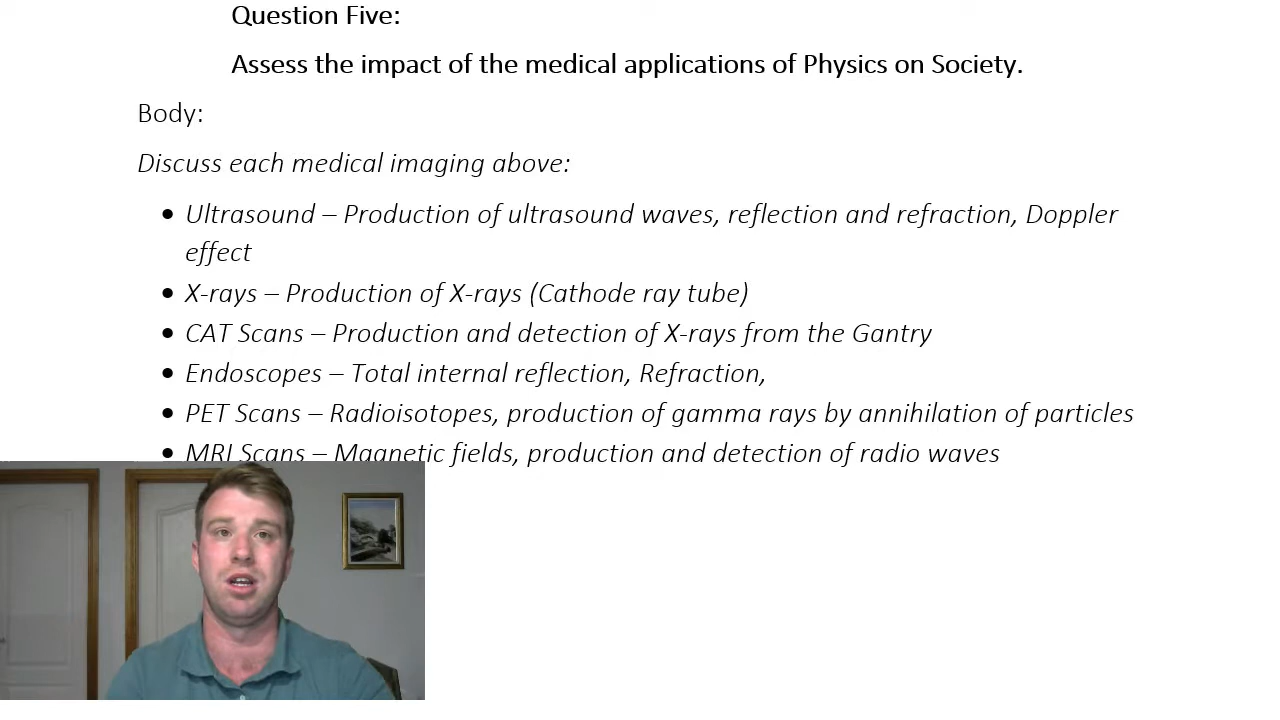 Question Five:
Assess the impact of the medical applications of Physics on Society.
Body:
Discuss each medical imaging above:
• Ultrasound – Production of ultrasound waves, reflection and refraction, Doppler
effect
• X-rays – Production of X-rays (Cathode ray tube)
• CAT Scans – Production and detection of X-rays from the Gantry
• Endoscopes – Total internal reflection, Refraction,
• PET Scans – Radioisotopes, production of gamma rays by annihilation of particles
• MRI Scans – Magnetic fields, production and detection of radio waves